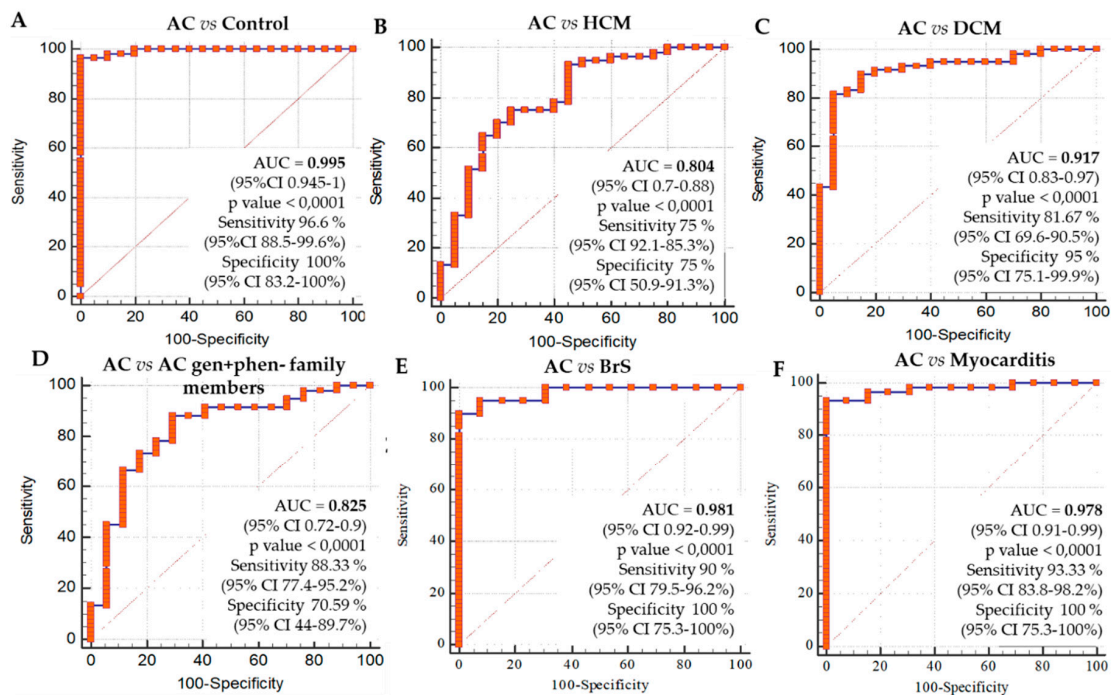 A
AC vs Control
Sensitivity
100
80
60
40
20
0
AUC = 0.995
(95%CI 0.945-1)
p value < 0,0001
Sensitivity 96.6 %
(95%CI 88.5-99.6%)
Specificity 100%
(95% CI 83.2-100%)
0 20 40 60 80 100
100-Specificity
B
AC vs HCM
Sensitivity
100
80
60
40
20
0
AUC = 0.804
(95% CI 0.7-0.88)
p value < 0,0001
Sensitivity 75 %
(95% CI 92.1-85.3%)
Specificity 75 %
(95% CI 50.9-91.3%)
0 20 40 60 80 100
100-Specificity
C
AC vs DCM
Sensitivity
100
80
60
40
20
0
AUC = 0.917
(95% CI 0.83-0.97)
p value < 0,0001
Sensitivity 81.67 %
(95% CI 69.6-90.5%)
Specificity 95 %
(95% CI 75.1-99.9%)
0 20 40 60 80 100
100-Specificity
D
AC vs AC gen+phen- family
members
Sensitivity
100
80
60
40
20
0
AUC = 0.825
(95% CI 0.72-0.9)
p value < 0,0001
Sensitivity 88.33 %
(95% CI 77.4-95.2%)
Specificity 70.59 %
(95% CI 44-89.7%)
0 20 40 60 80 100
100-Specificity
E
AC vs BrS
Sensitivity
100
80
60
40
20
0
AUC = 0.981
(95% CI 0.92-0.99)
p value < 0,0001
Sensitivity 90 %
(95% CI 79.5-96.2%)
Specificity 100 %
(95% CI 75.3-100%)
0 20 40 60 80 100
100-Specificity
F
AC vs Myocarditis
Sensitivity
100
80
60
40
20
0
AUC = 0.978
(95% CI 0.91-0.99)
p value < 0,0001
Sensitivity 93.33 %
(95% CI 83.8-98.2%)
Specificity 100 %
(95% CI 75.3-100%)
0 20 40 60 80 100
100-Specificity